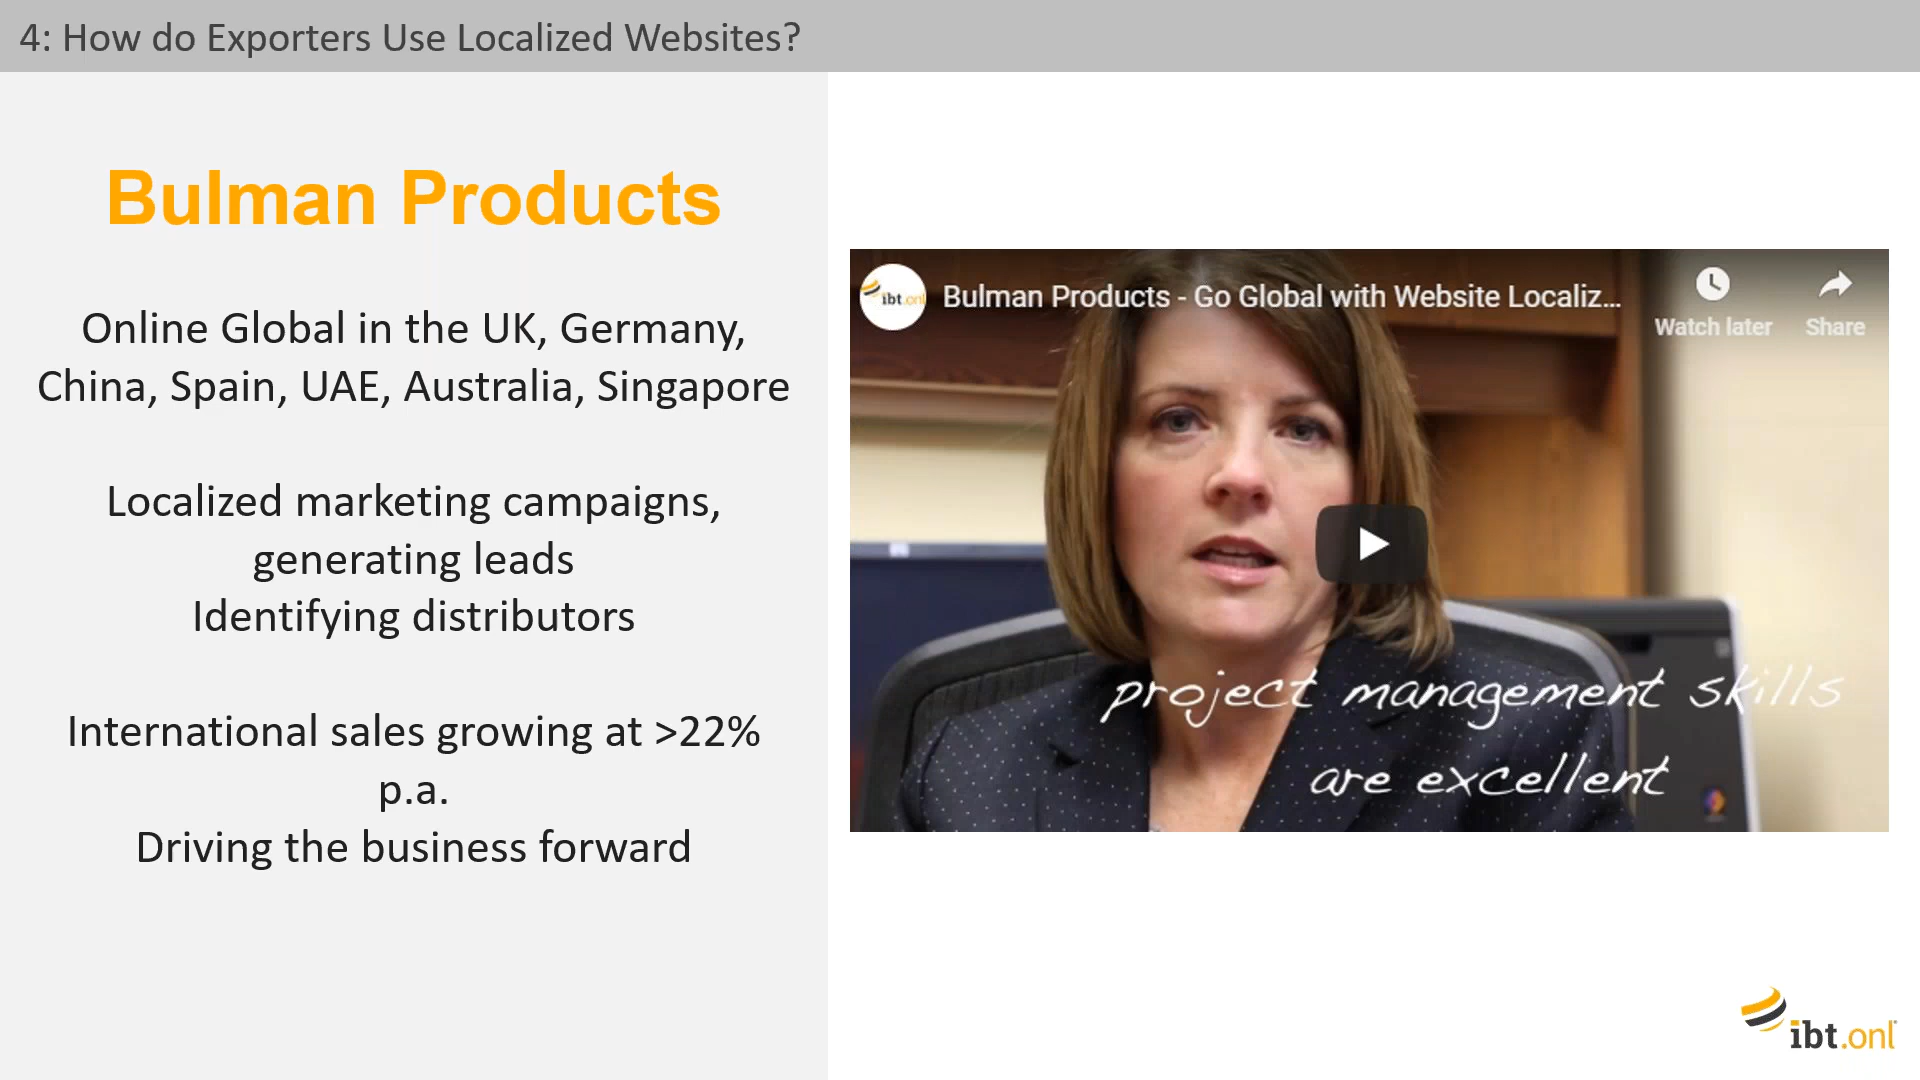 4: How do Exporters Use Localized Websites?
Bulman Products
Online Global in the UK, Germany,
China, Spain, UAE, Australia, Singapore
Localized marketing campaigns,
generating leads
Identifying distributors
International sales growing at >22%
p.a.
Driving the business forward
ibt.onl
Bulman Products - Go Global with Website Localiz...
Watch later
Share
project management skills
are excellent
ibt.onl